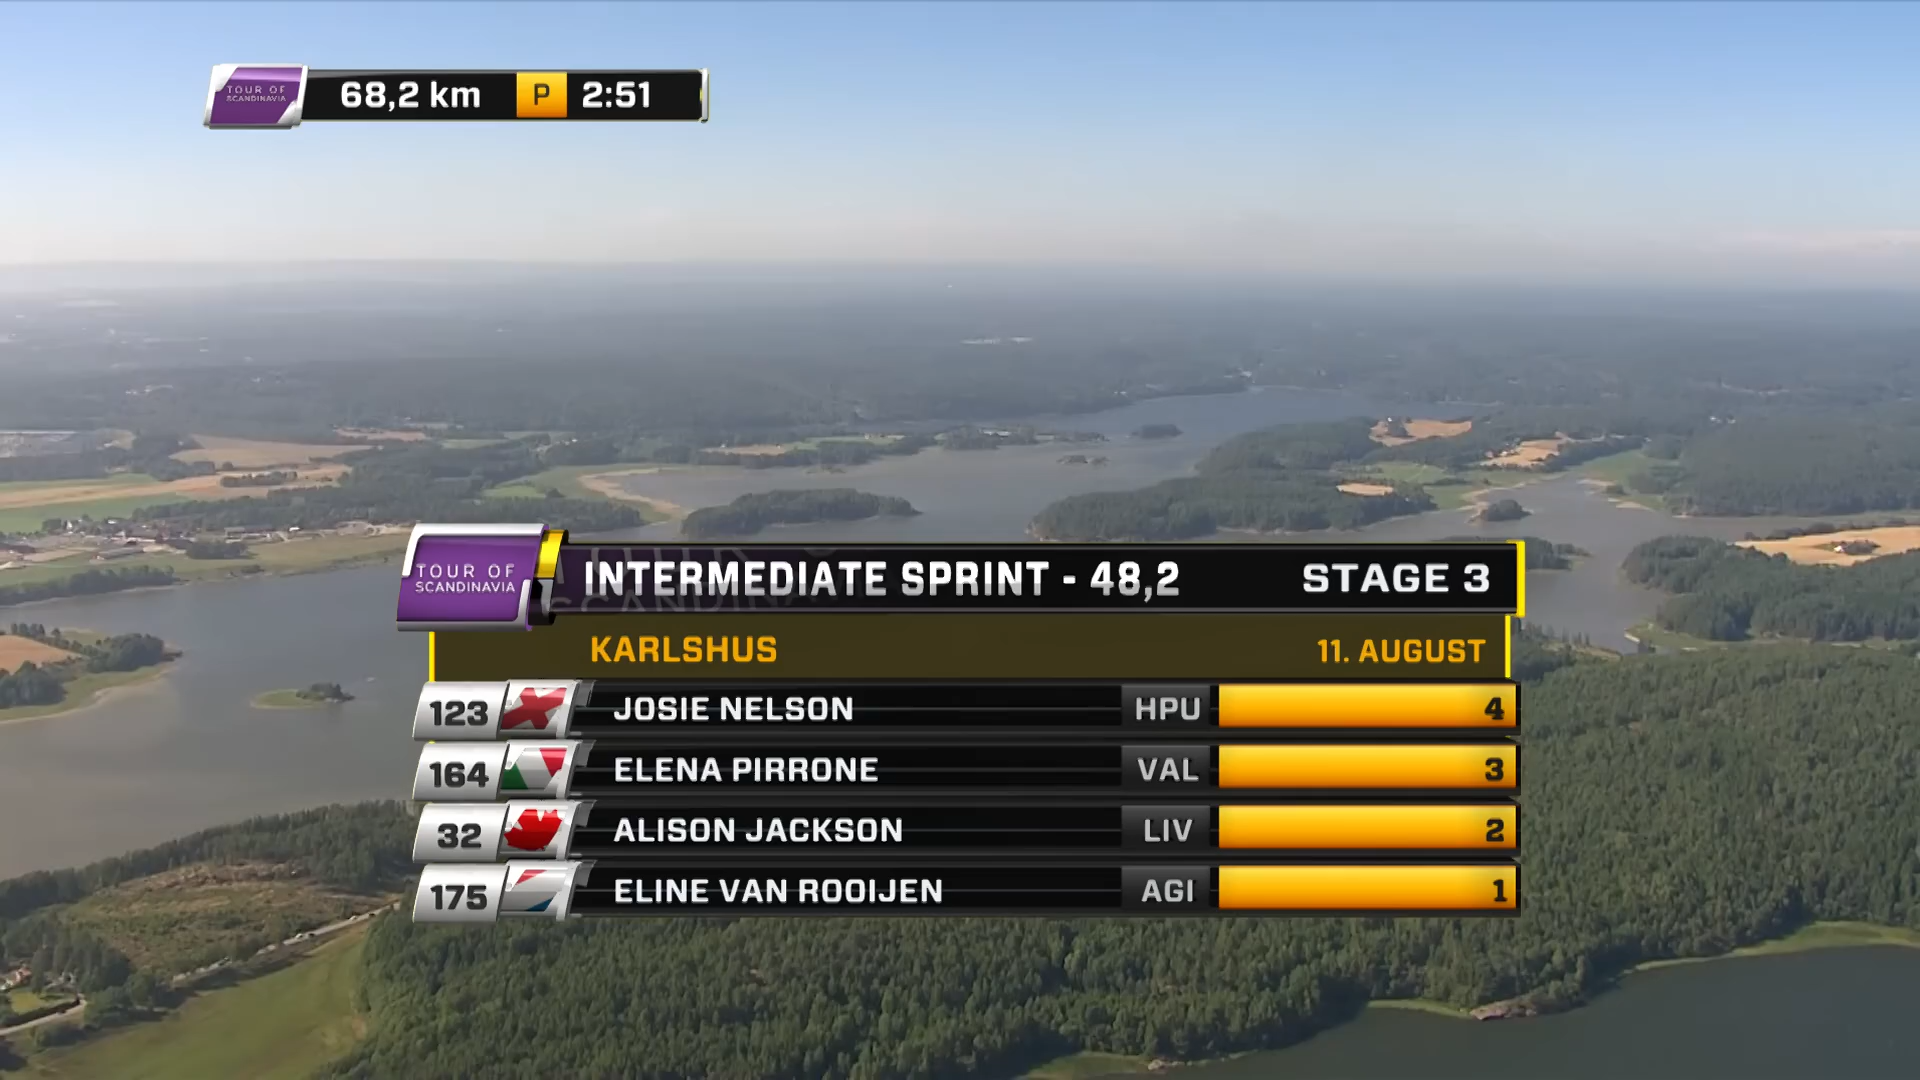 TOUR OF
SCANDINAVIA
68,2 km P 2:51
TOUR OF
SCANDINAVIA
INTERMEDIATE SPRINT - 48,2 STAGE 3
KARLSHUS 11. AUGUST
123 JOSIE NELSON HPU 4
164 ELENA PIRRONE VAL 3
32 ALISON JACKSON LIV 2
175 ELINE VAN ROOIJEN AGI 1